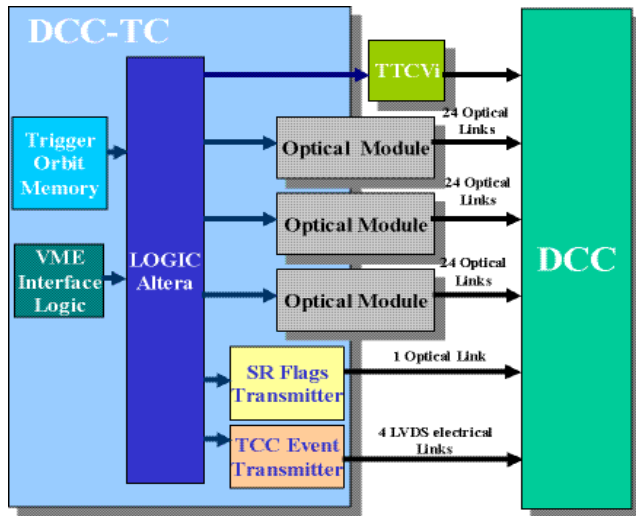 DCC-TC
TTCVi
24 Optical
Links
Trigger
Orbit
Memory
Optical Module
24 Optical
Links
Optical Module
VME
Interface
Logic
LOGIC
Altera
DCC
24 Optical
Links
Optical Module
1 Optical Link
SR Flags
Transmitter
4 LVDS electrical
Links
TCC Event
Transmitter